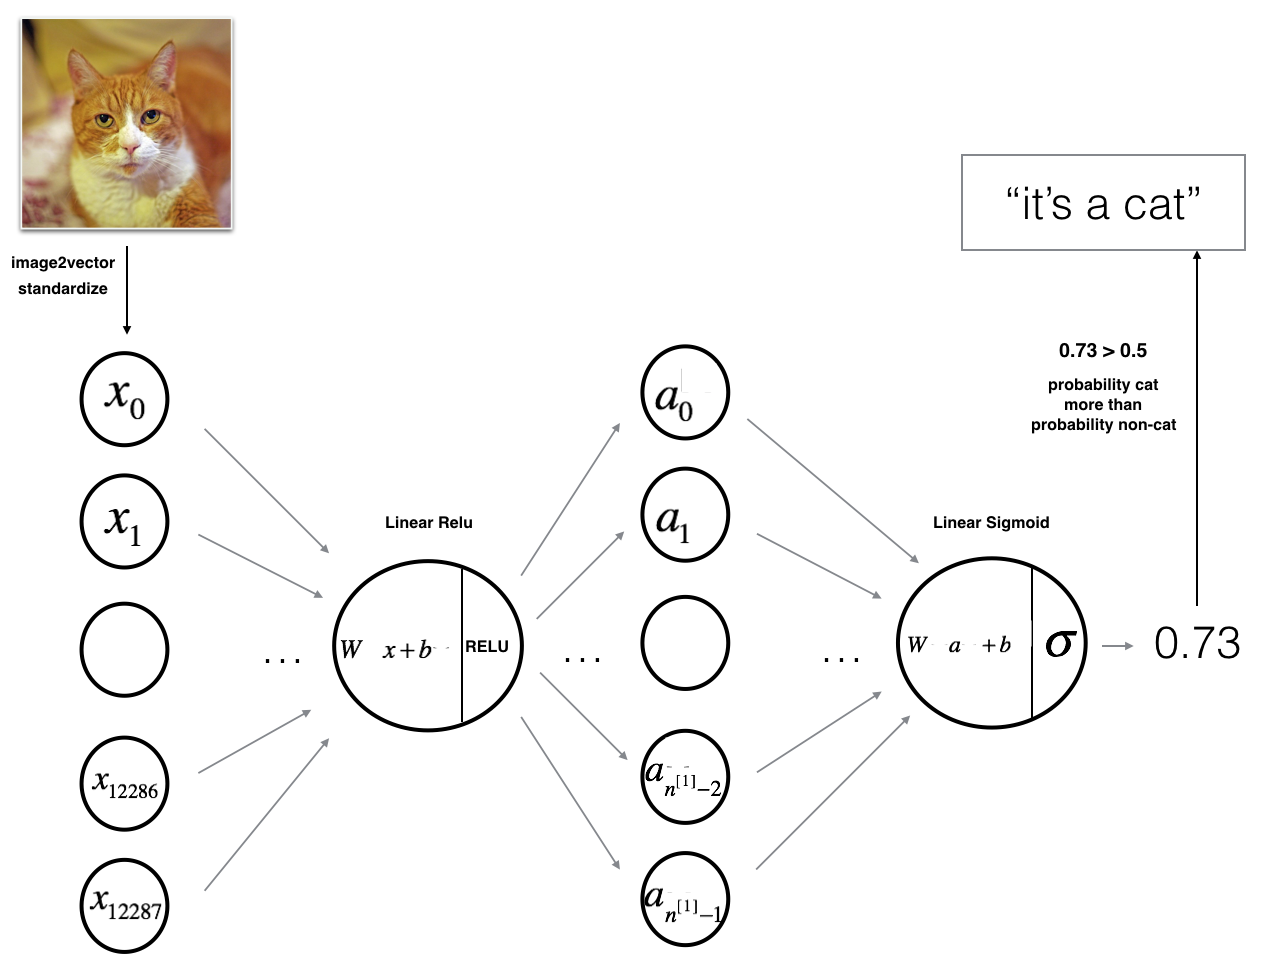 image2vector
standardize
x0
x1
x12286
x12287
...
Linear Relu
W x+b RELU
...
a0
a1
an[1]−2
an[1]−1
...
Linear Sigmoid
W a +b σ
0.73
0.73 > 0.5
probability cat
more than
probability non-cat
“it’s a cat”